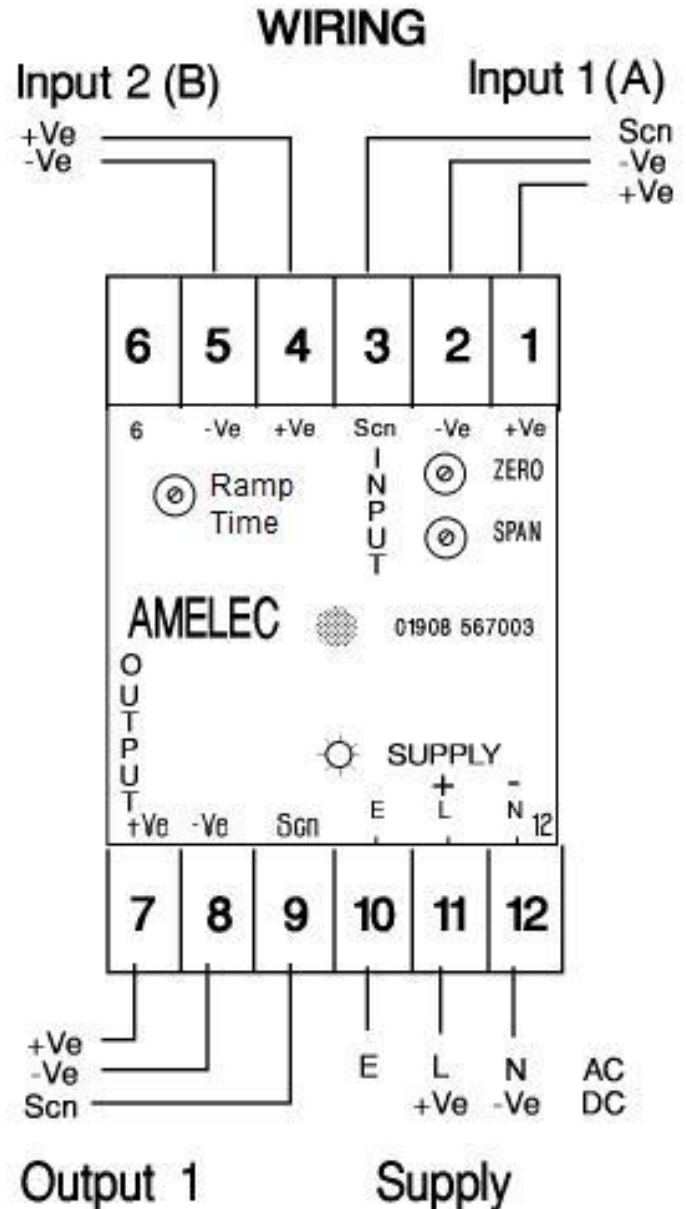 WIRING
Input 2 (B)
Input 1 (A)
+Ve
-Ve
Scn
-Ve
+Ve
6 5 4 3 2 1
6 -Ve +Ve Scn -Ve +Ve
INPUT
ZERO
Ramp
Time
SPAN
AMELEC
01908 567003
OUTPUT
SUPPLY
+ -
E L N 12
+Ve -Ve Scn
7 8 9 10 11 12
+Ve
-Ve
Scn
E L N AC
+Ve -Ve DC
Output 1
Supply